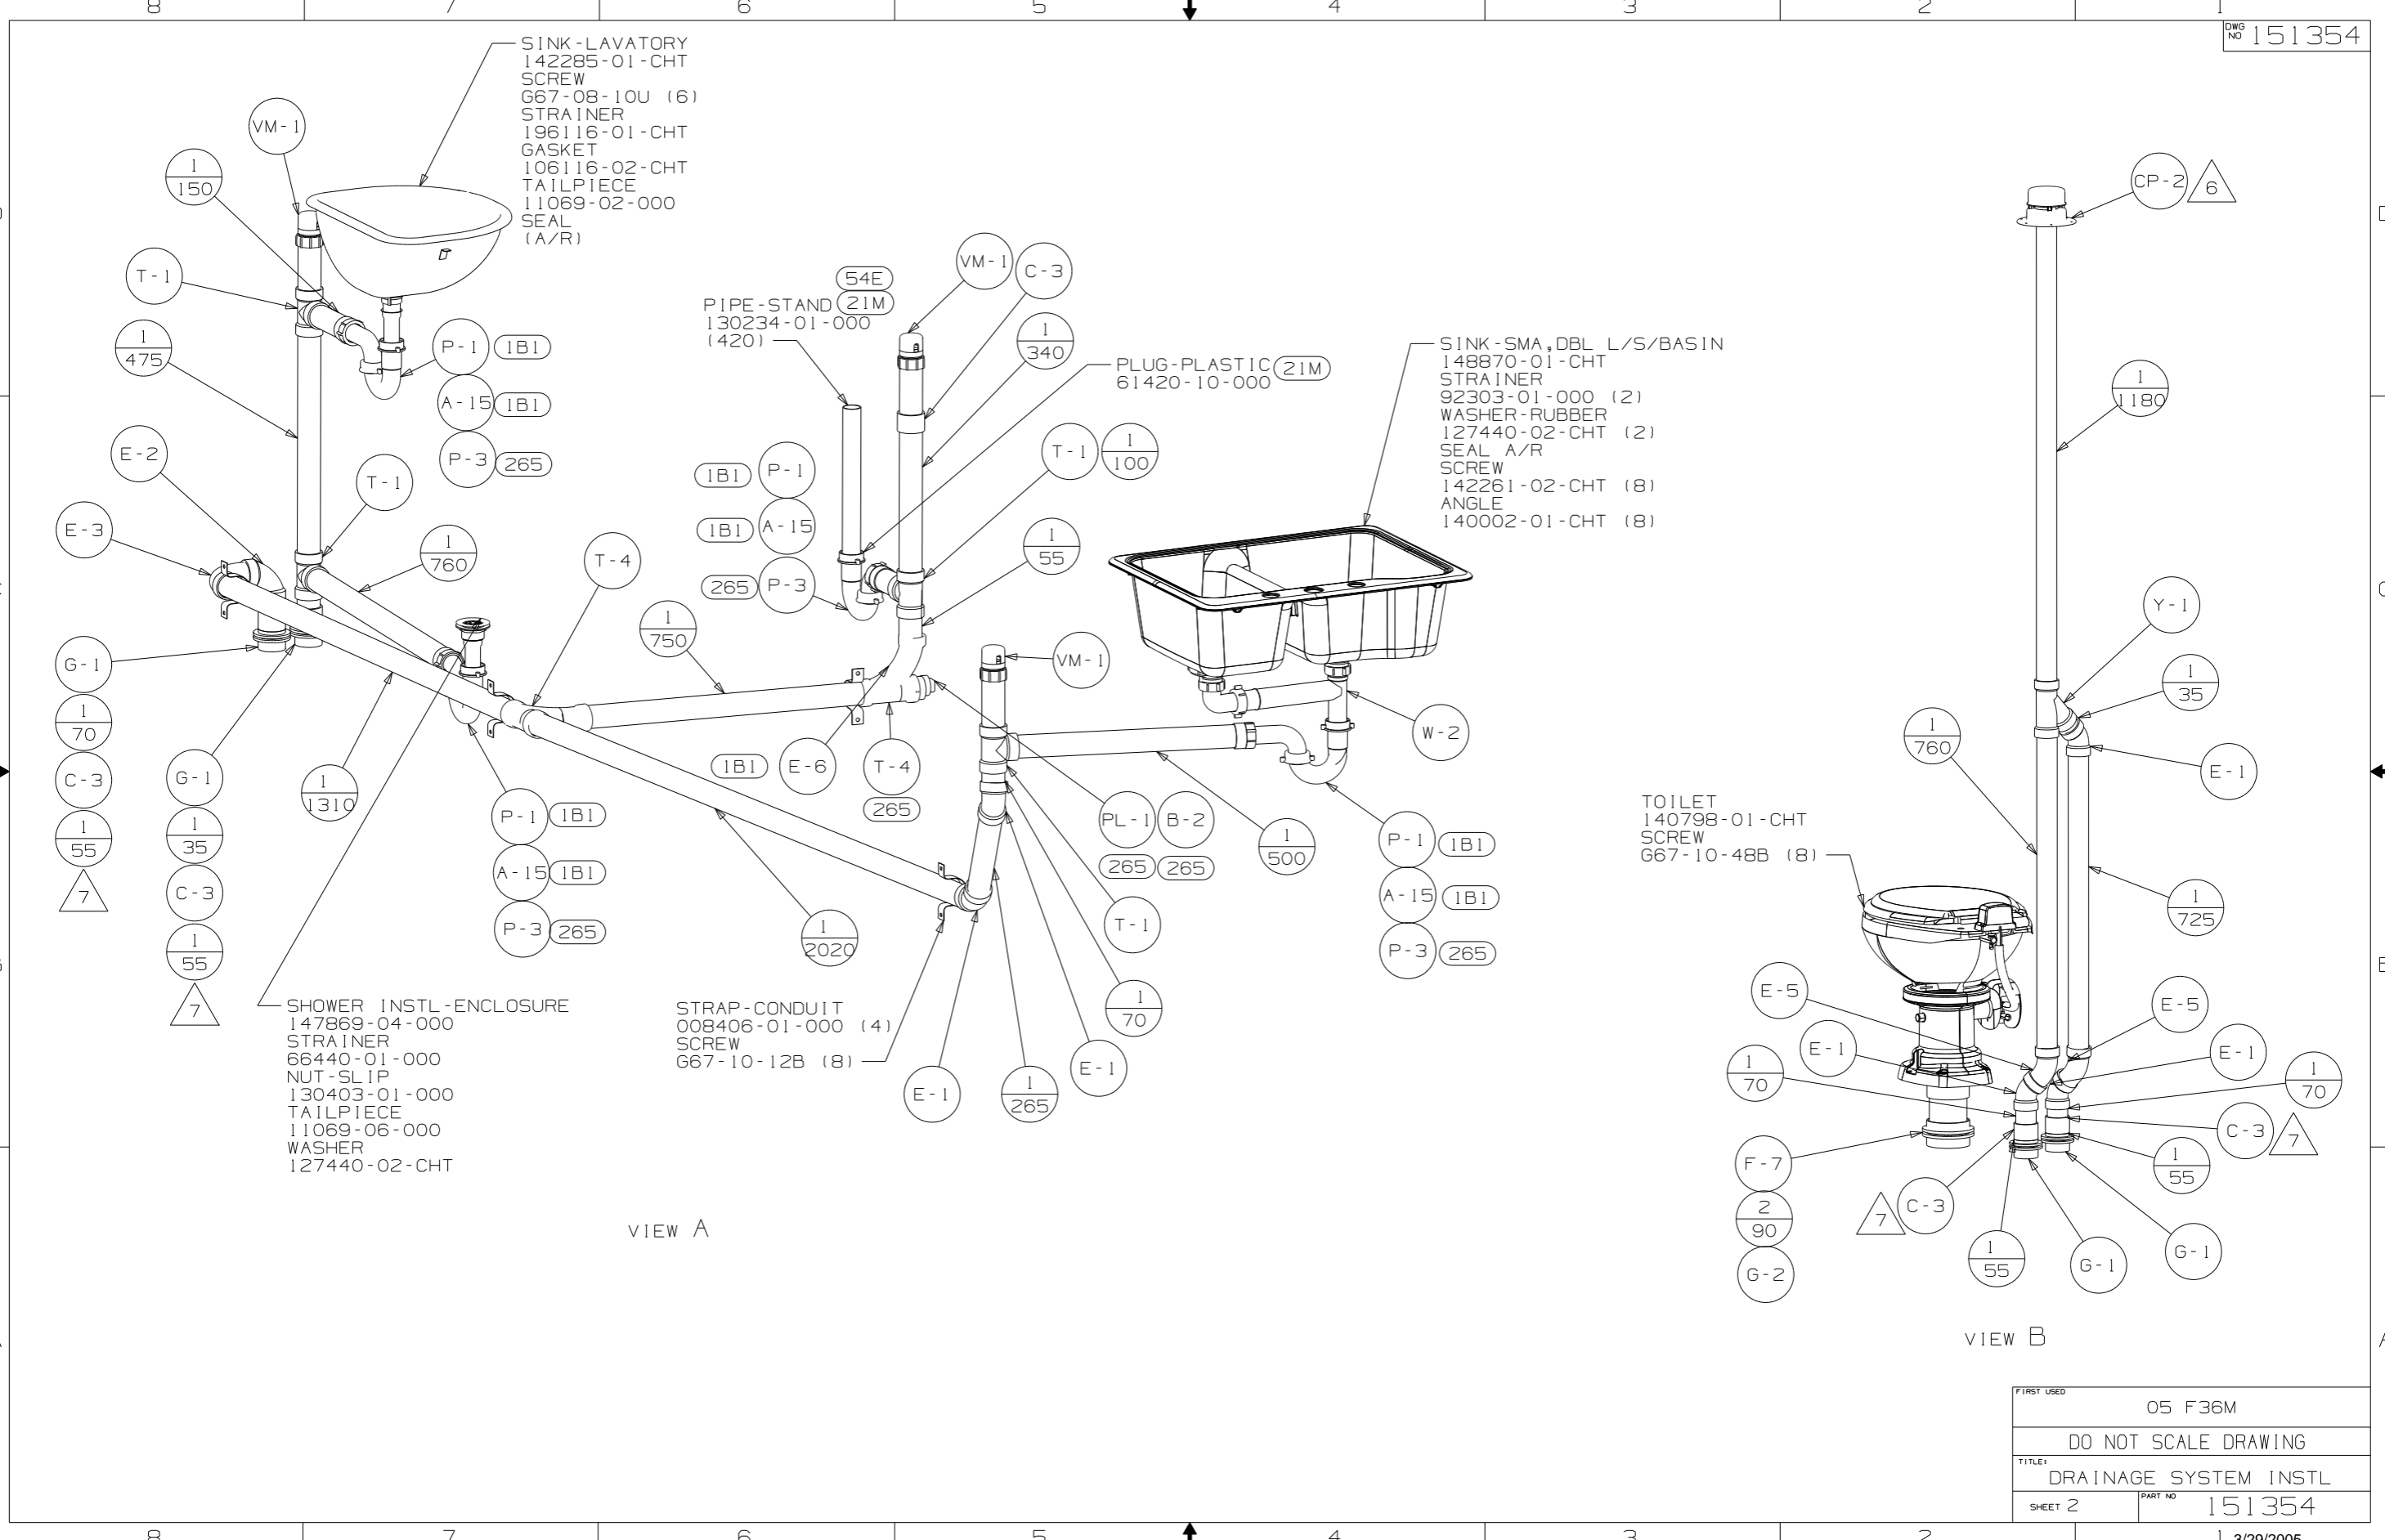 8 7 6 5 4 3 2 1
DWG NO 151354
SINK-LAVATORY
142285-01-CHT
SCREW
G67-08-10U (6)
STRAINER
196116-01-CHT
GASKET
106116-02-CHT
TAILPIECE
11069-02-000
SEAL
(A/R)
VM-1
1
150
T-1
1
475
P-1 1B1
A-15 1B1
P-3 265
E-2
E-3
T-1
1
760
T-4
G-1
1
70
C-3
1
55
7
G-1
1
35
C-3
1
55
7
1
1310
P-1 1B1
A-15 1B1
P-3 265
SHOWER INSTL-ENCLOSURE
147869-04-000
STRAINER
66440-01-000
NUT-SLIP
130403-01-000
TAILPIECE
11069-06-000
WASHER
127440-02-CHT
54E
PIPE-STAND 21M
130234-01-000
(420)
VM-1
C-3
1
340
PLUG-PLASTIC 21M
61420-10-000
T-1
1
100
1B1 P-1
1B1 A-15
265 P-3
1
55
1
750
VM-1
1B1 E-6
T-4
265
PL-1 B-2
265 265
1
500
W-2
1
2020
T-1
1
70
E-1
1
265
E-1
STRAP-CONDUIT
008406-01-000 (4)
SCREW
G67-10-12B (8)
SINK-SMA,DBL L/S/BASIN
148870-01-CHT
STRAINER
92303-01-000 (2)
WASHER-RUBBER
127440-02-CHT (2)
SEAL A/R
SCREW
142261-02-CHT (8)
ANGLE
140002-01-CHT (8)
P-1 1B1
A-15 1B1
P-3 265
VIEW A
CP-2 6
1
1180
Y-1
1
35
1
760
E-1
TOILET
140798-01-CHT
SCREW
G67-10-48B (8)
1
725
E-5
E-5
E-1
E-1
1
70
1
70
C-3 7
F-7
2
90
G-2
7 C-3
1
55
1
55
G-1
G-1
VIEW B
FIRST USED
05 F36M
DO NOT SCALE DRAWING
TITLE:
DRAINAGE SYSTEM INSTL
SHEET 2
PART NO 151354
8 7 6 5 4 3 2 1
3/29/2005